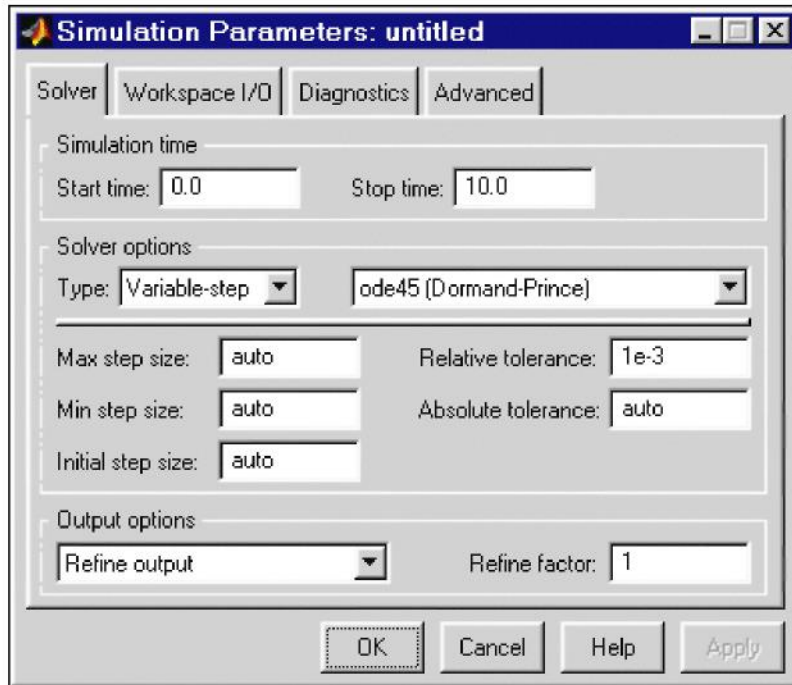 Simulation Parameters: untitled
Solver Workspace I/O Diagnostics Advanced
Simulation time
Start time: 0.0 Stop time: 10.0
Solver options
Type: Variable-step ode45 (Dormand-Prince)
Max step size: auto Relative tolerance: 1e-3
Min step size: auto Absolute tolerance: auto
Initial step size: auto
Output options
Refine output Refine factor: 1
OK Cancel Help Apply